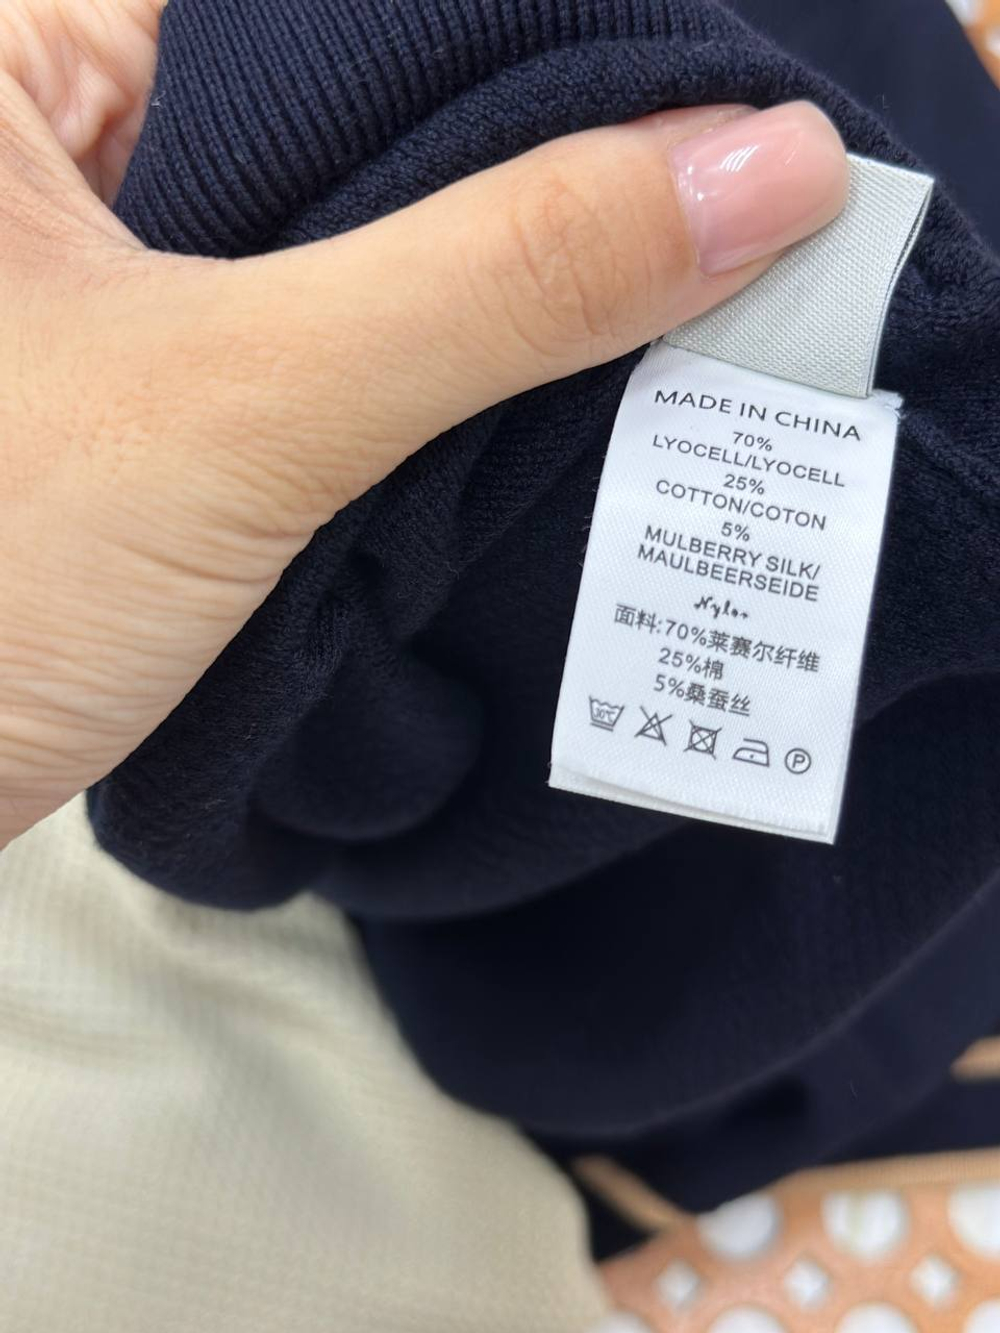 MADE IN CHINA
70%
LYOCELL/LYOCELL
25%
COTTON/COTON
5%
MULBERRY SILK/
MAULBEERSEIDE
Nylon
面料:70%莱赛尔纤维
25%棉
5%桑蚕丝
30℃
P